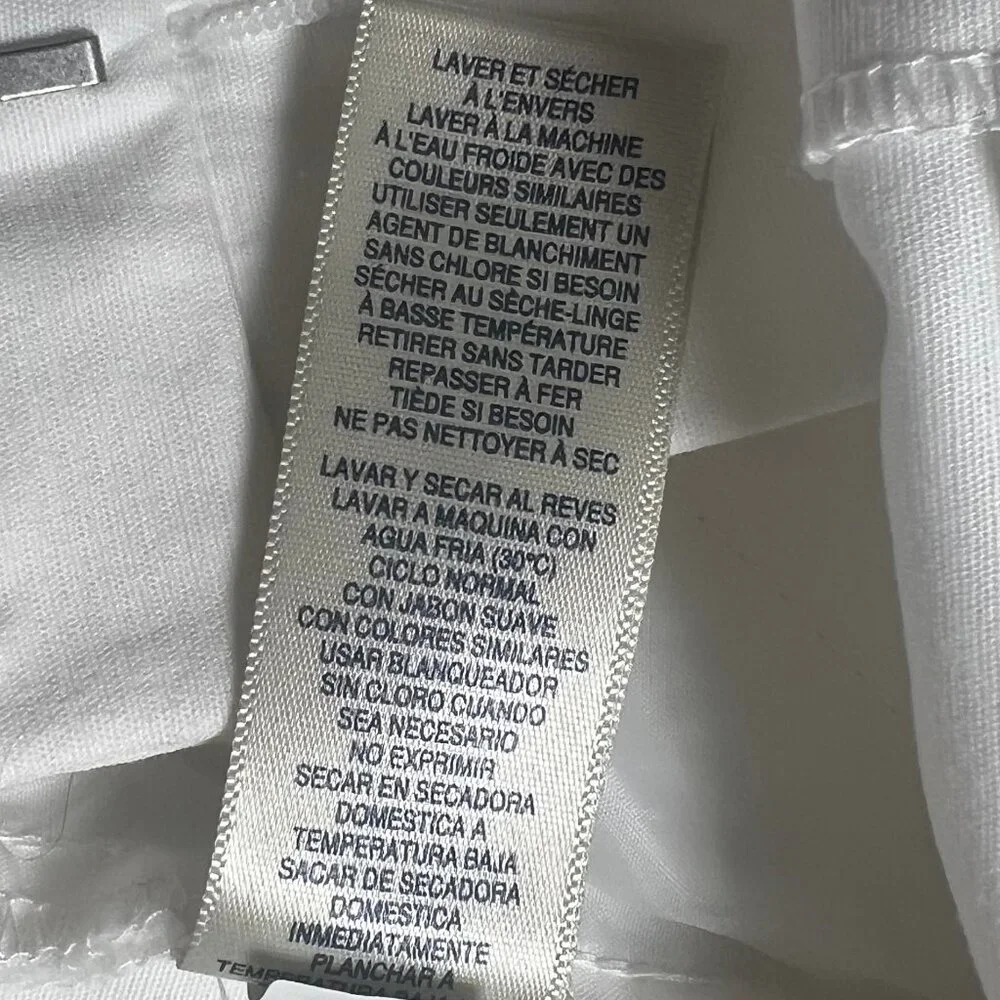 LAVER ET SÉCHER
À L'ENVERS
LAVER À LA MACHINE
À L'EAU FROIDE AVEC DES
COULEURS SIMILAIRES
UTILISER SEULEMENT UN
AGENT DE BLANCHIMENT
SANS CHLORE SI BESOIN
SÉCHER AU SÈCHE-LINGE
À BASSE TEMPÉRATURE
RETIRER SANS TARDER
REPASSER À FER
TIÈDE SI BESOIN
NE PAS NETTOYER À SEC
LAVAR Y SECAR AL REVES
LAVAR A MAQUINA CON
AGUA FRIA (30°C)
CICLO NORMAL
CON JABON SUAVE
CON COLORES SIMILARES
USAR BLANQUEADOR
SIN CLORO CUANDO
SEA NECESARIO
NO EXPRIMIR
SECAR EN SECADORA
DOMESTICA A
TEMPERATURA BAJA
SACAR DE SECADORA
DOMESTICA
INMEDIATAMENTE
PLANCHAR A
TEMPERATURA BAJA